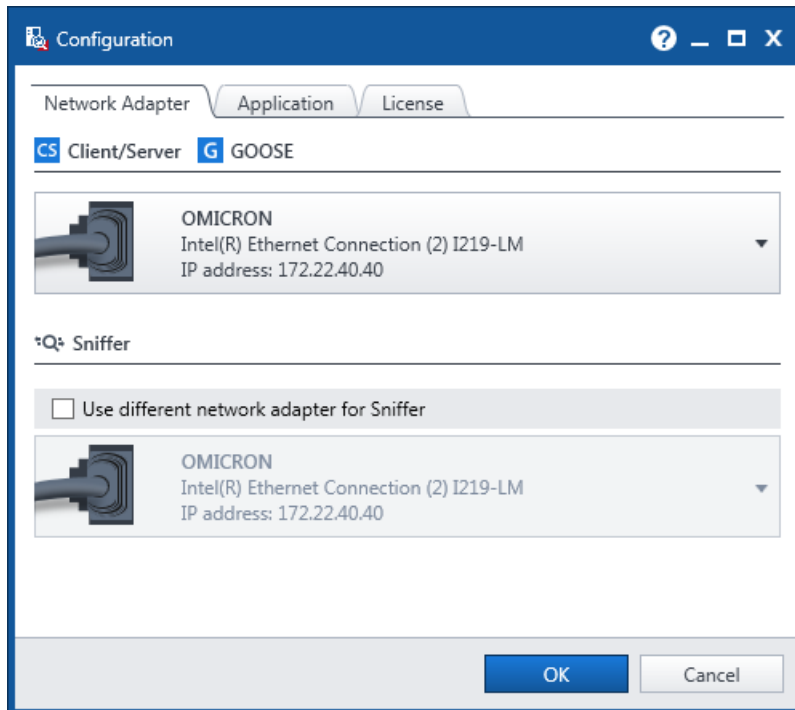 Configuration
Network Adapter Application License
CS Client/Server G GOOSE
OMICRON
Intel(R) Ethernet Connection (2) I219-LM
IP address: 172.22.40.40
Sniffer
Use different network adapter for Sniffer
OMICRON
Intel(R) Ethernet Connection (2) I219-LM
IP address: 172.22.40.40
OK Cancel